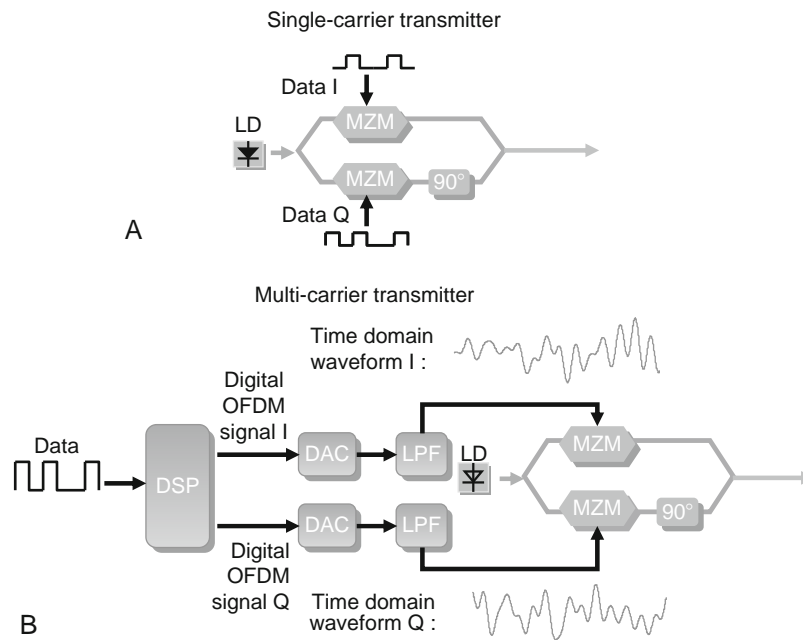 Single-carrier transmitter
Data I
LD
MZM
MZM
90°
Data Q
A
Multi-carrier transmitter
Time domain
waveform I :
Digital
OFDM
signal I
Data
DSP
DAC
LPF
LD
MZM
DAC
LPF
MZM
90°
Digital
OFDM
signal Q
Time domain
waveform Q :
B